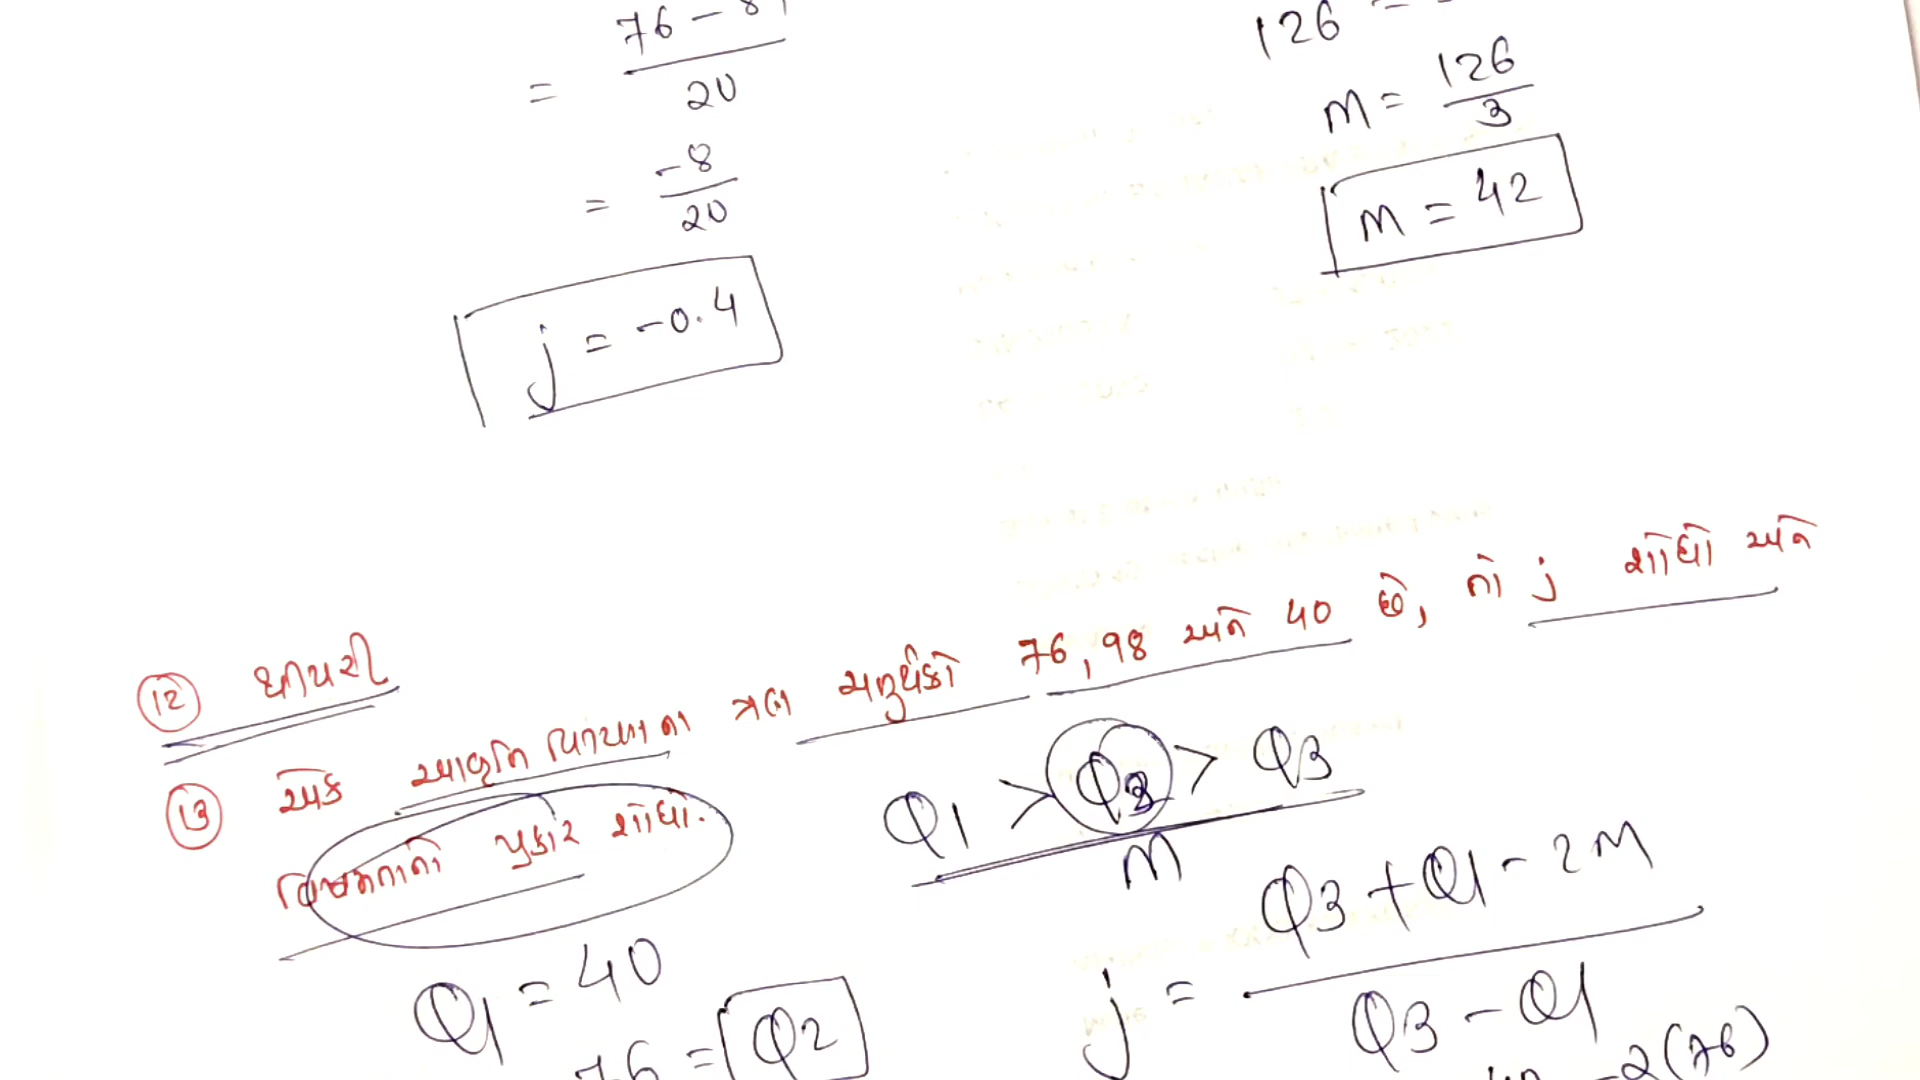 76 - 8
= 20
= -8
20
j = -0.4
126 =
m = 126
3
m = 42
12 થીયરી
13 એક આવૃત્તિ વિતરણના ત્રણ ચતુર્થકો 76, 98 અને 40 છે, તો j શોધો અને
વિષમતાનો પ્રકાર શોધો.
Q1 > Q2 > Q3
M
Q1 = 40
76 = Q2
j = Q3 + Q1 - 2M
Q3 - Q1
40 - 2(76)